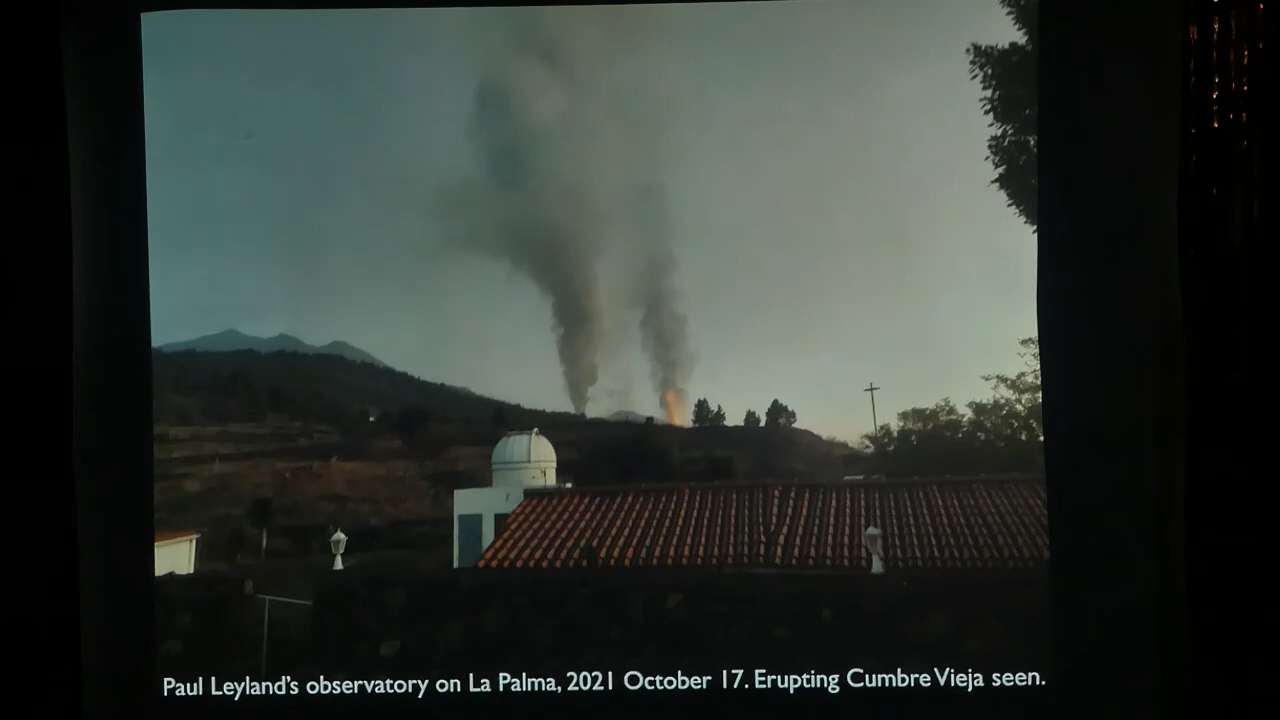 Paul Leyland's observatory on La Palma, 2021 October 17. Erupting Cumbre Vieja seen.